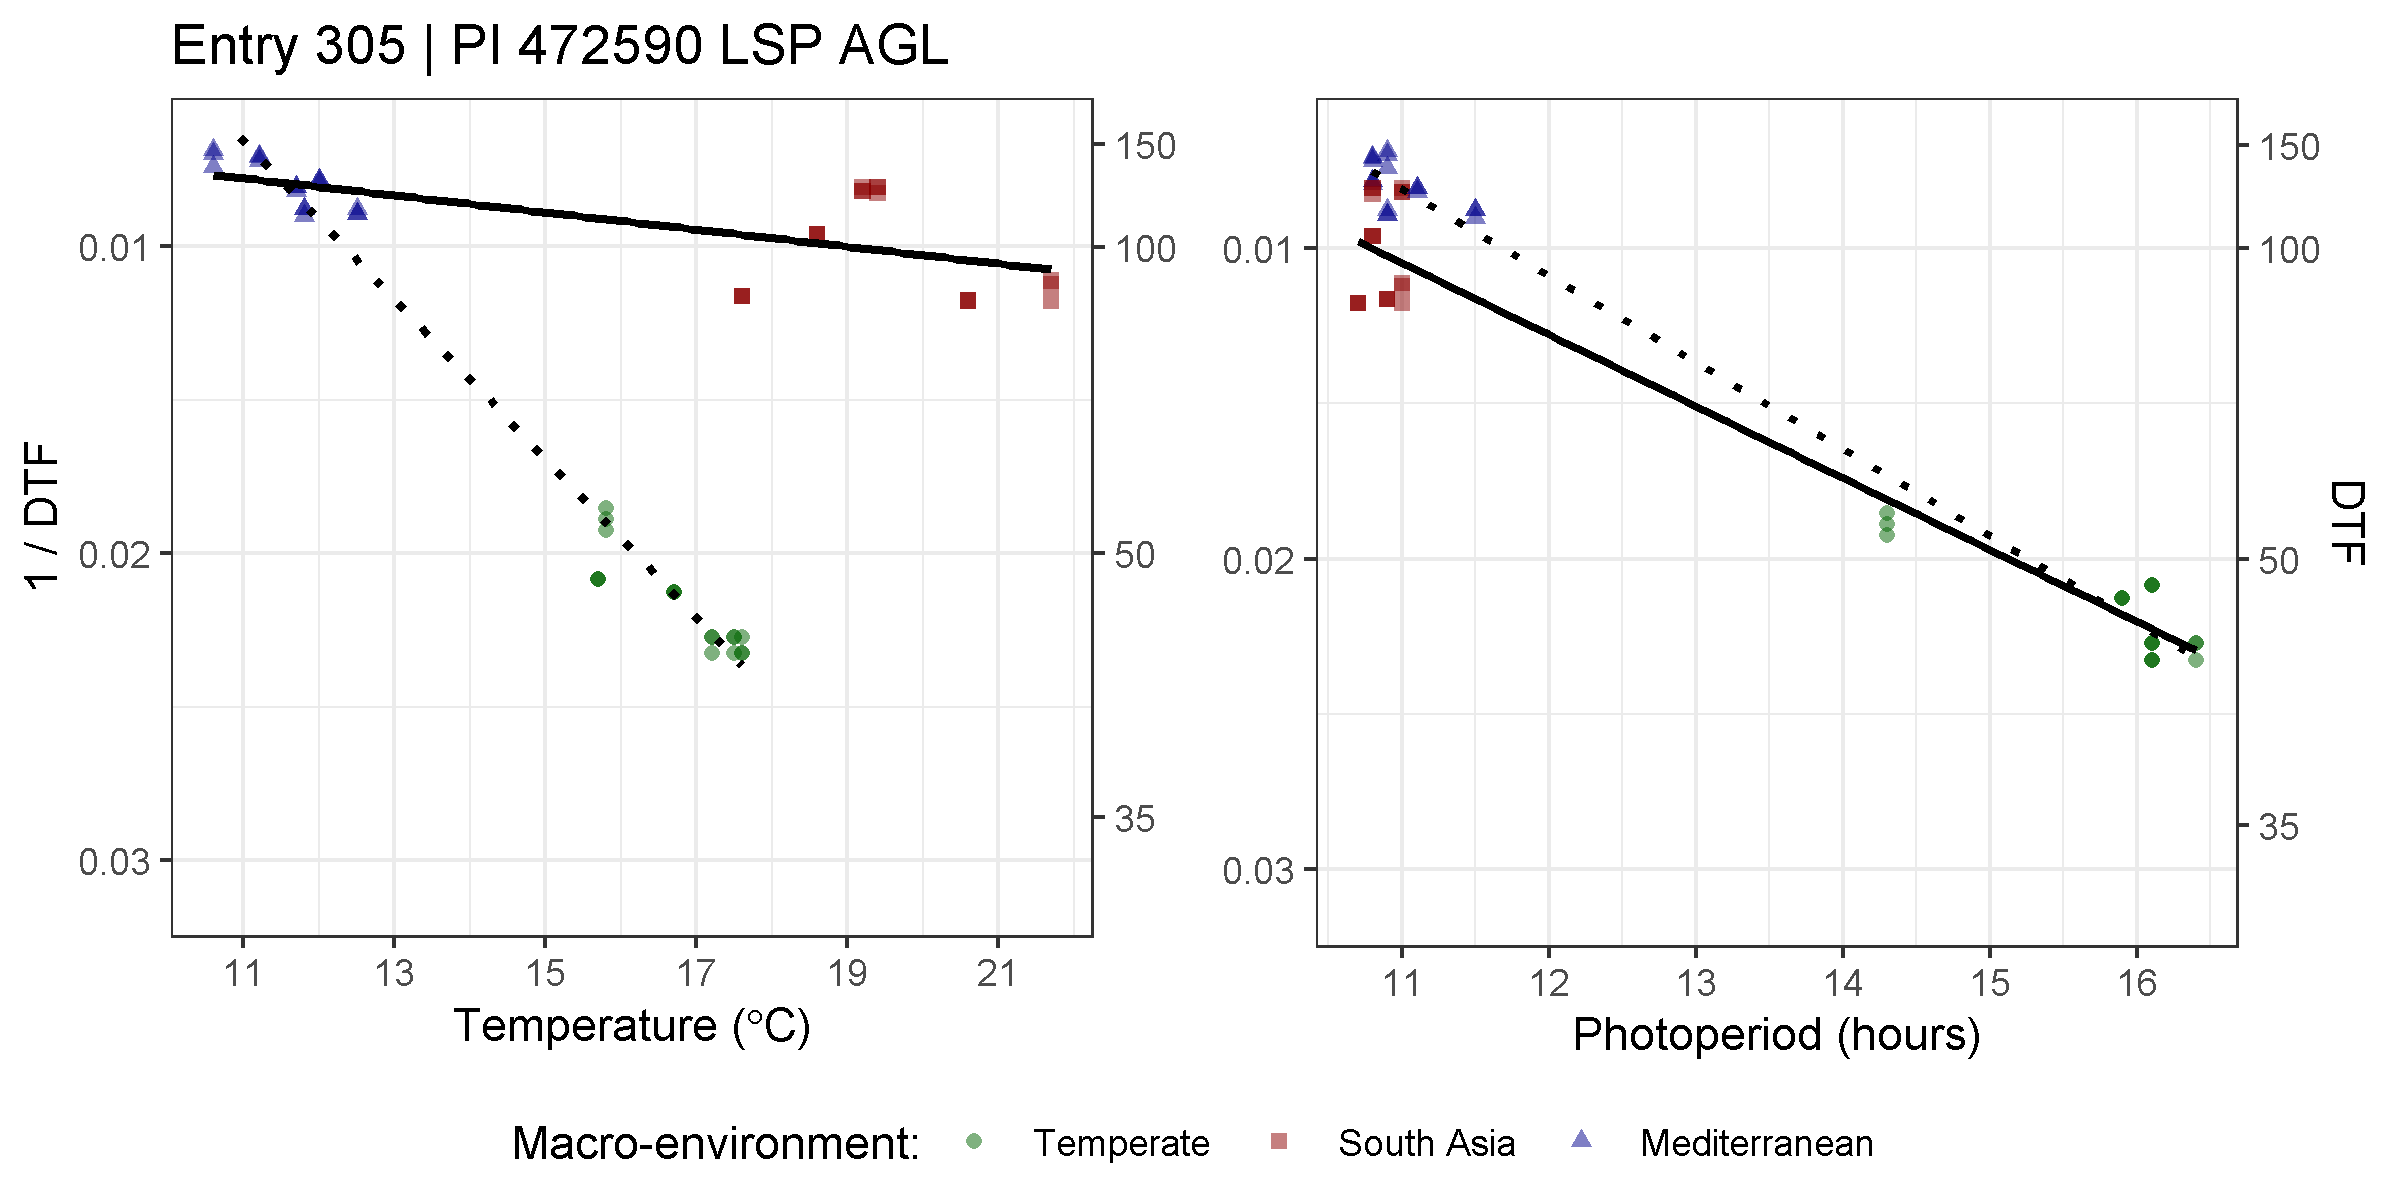 Entry 305 | PI 472590 LSP AGL
1 / DTF
0.01
0.02
0.03
150
100
50
35
11 13 15 17 19 21
Temperature (°C)
0.01
0.02
0.03
150
100
50
35
DTF
11 12 13 14 15 16
Photoperiod (hours)
Macro-environment: Temperate South Asia Mediterranean